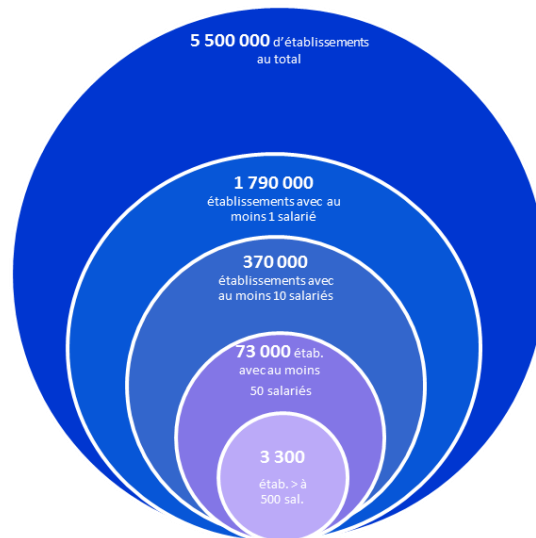 5 500 000 d'établissements
au total
1 790 000
établissements avec au
moins 1 salarié
370 000
établissements avec
au moins 10 salariés
73 000 étab.
avec au moins
50 salariés
3 300
étab. > à
500 sal.